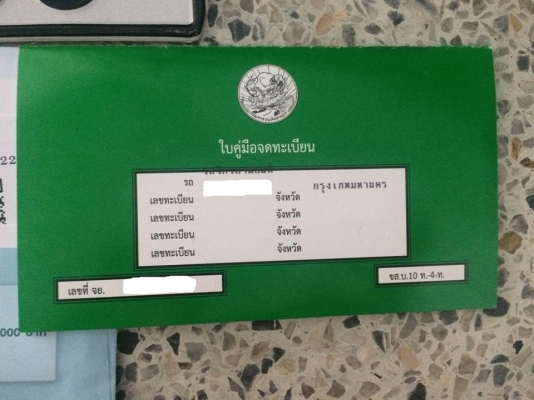 ใบคู่มือจดทะเบียน
รถ
กรุงเทพมหานคร
เลขทะเบียน จังหวัด
เลขทะเบียน จังหวัด
เลขทะเบียน จังหวัด
เลขทะเบียน จังหวัด
เลขที่ จย.
ขส.บ.10 ท.-4-ท.
22
000 บาท